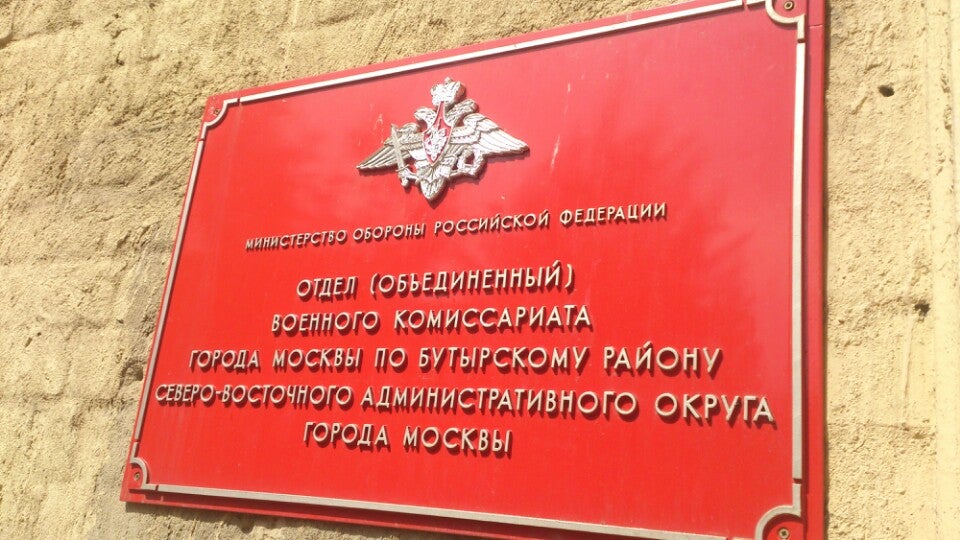 МИНИСТЕРСТВО ОБОРОНЫ РОССИЙСКОЙ ФЕДЕРАЦИИ
ОТДЕЛ (ОБЪЕДИНЕННЫЙ)
ВОЕННОГО КОМИССАРИАТА
ГОРОДА МОСКВЫ ПО БУТЫРСКОМУ РАЙОНУ
СЕВЕРО-ВОСТОЧНОГО АДМИНИСТРАТИВНОГО ОКРУГА
ГОРОДА МОСКВЫ